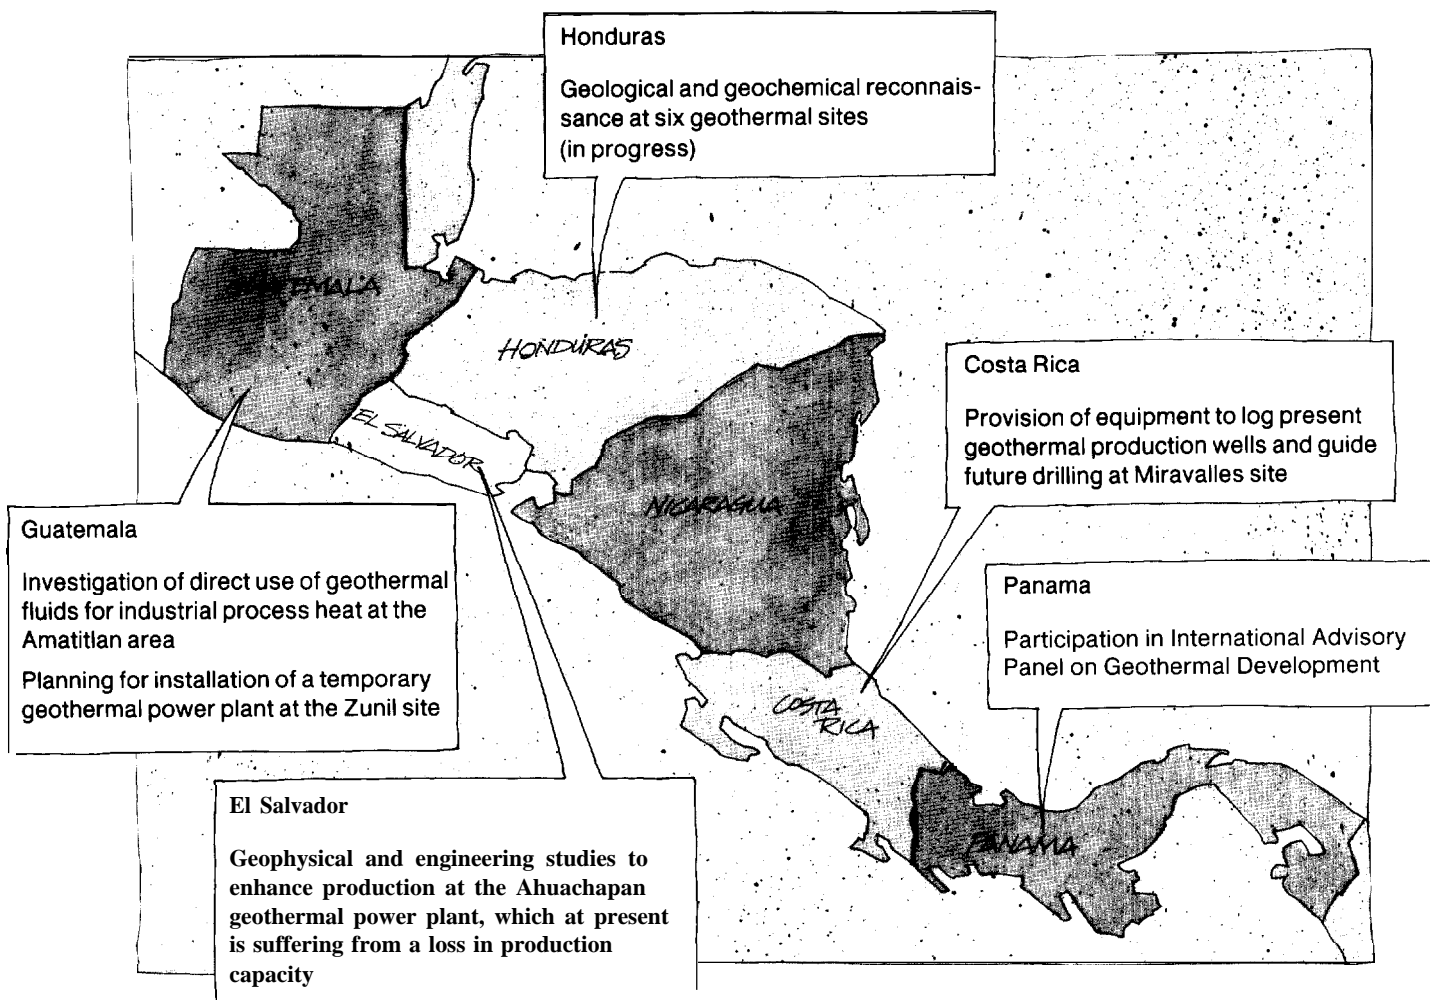 Honduras
Geological and geochemical reconnais-
sance at six geothermal sites
(in progress)
GUATEMALA
HONDURAS
EL SALVADOR
NICARAGUA
COSTA
RICA
PANAMA
Costa Rica
Provision of equipment to log present
geothermal production wells and guide
future drilling at Miravalles site
Guatemala
Investigation of direct use of geothermal
fluids for industrial process heat at the
Amatitlan area
Planning for installation of a temporary
geothermal power plant at the Zunil site
Panama
Participation in International Advisory
Panel on Geothermal Development
El Salvador
Geophysical and engineering studies to
enhance production at the Ahuachapan
geothermal power plant, which at present
is suffering from a loss in production
capacity